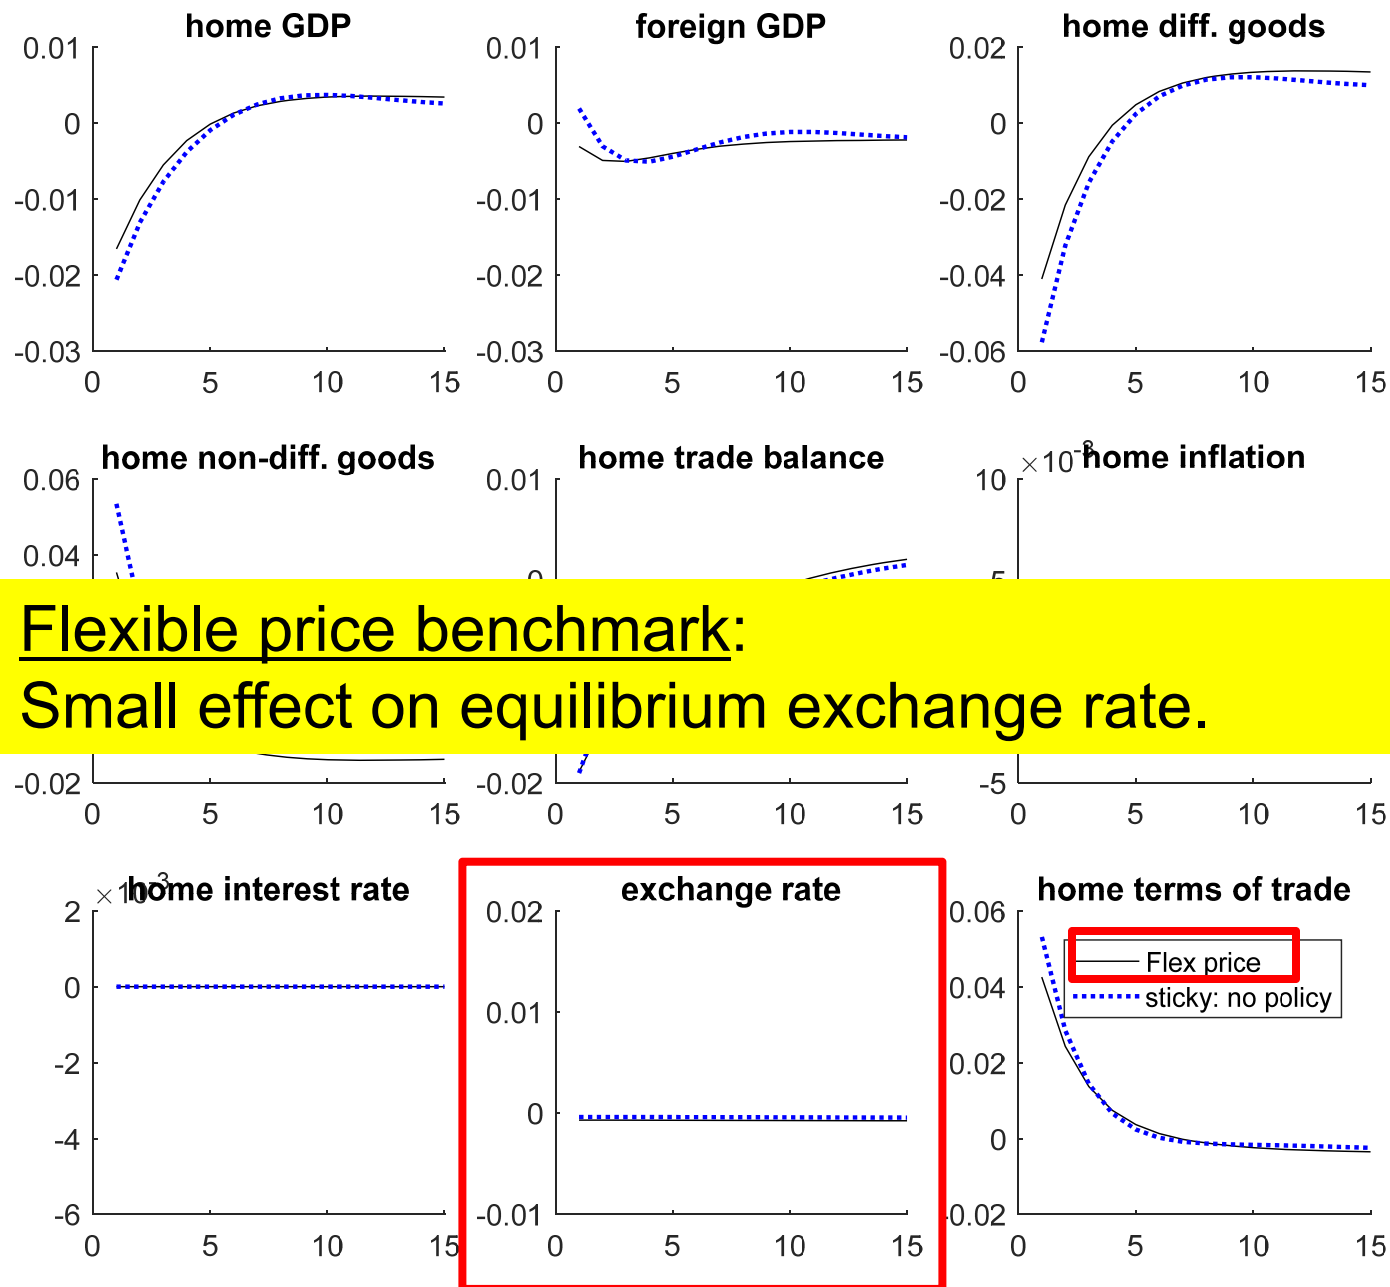 home GDP
foreign GDP
home diff. goods
0.01
0
-0.01
-0.02
-0.03
0 5 10 15
0.01
0
-0.01
-0.02
-0.03
0 5 10 15
0.02
0
-0.02
-0.04
-0.06
0 5 10 15
home non-diff. goods
home trade balance
×10⁻³
home inflation
0.06
0.04
0.01
10
Flexible price benchmark:
Small effect on equilibrium exchange rate.
-0.02
0 5 10 15
-0.02
0 5 10 15
-5
0 5 10 15
×10⁻³
home interest rate
exchange rate
home terms of trade
2
0
-2
-4
-6
0 5 10 15
0.02
0.01
0
-0.01
0 5 10 15
0.06
0.04
0.02
0
0.02
0 5 10 15
Flex price
sticky: no policy